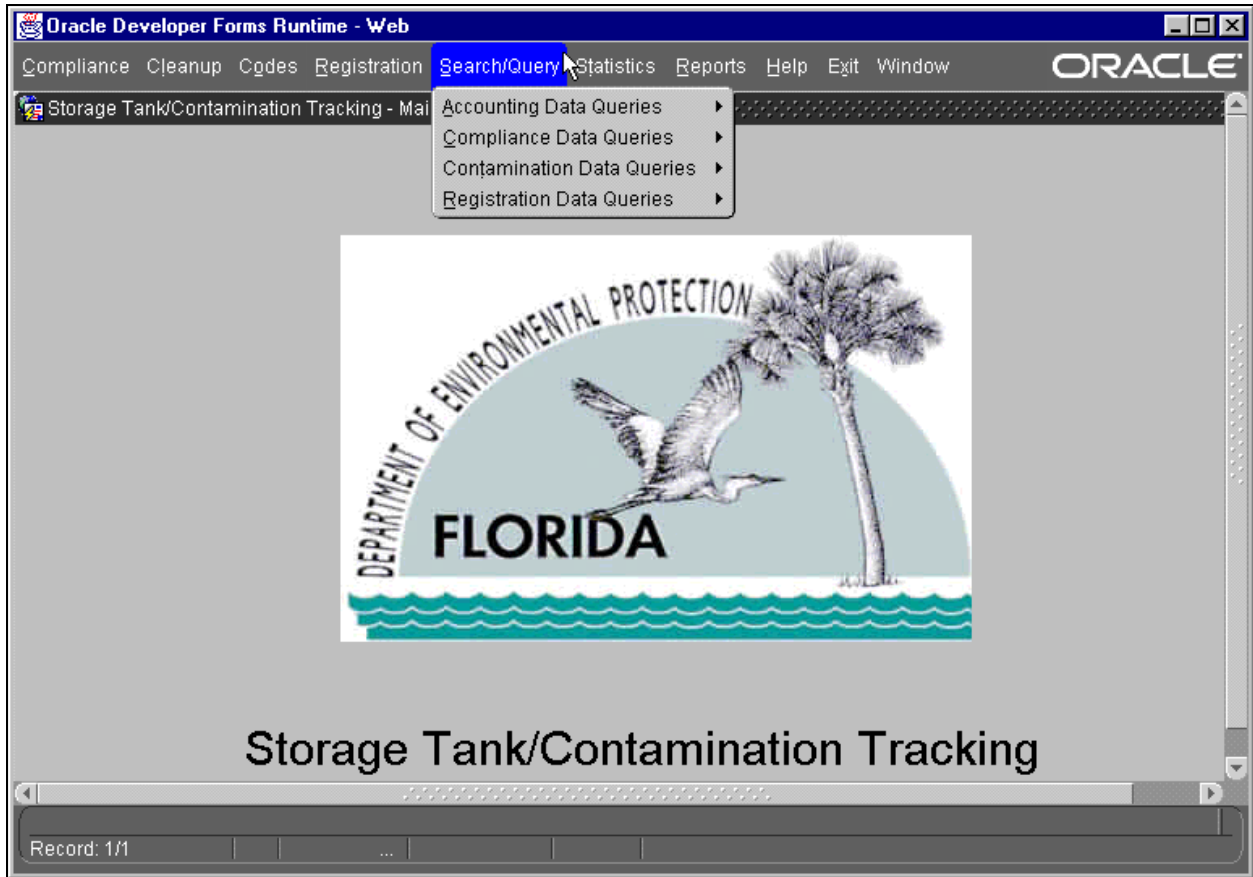 Oracle Developer Forms Runtime - Web
Compliance Cleanup Codes Registration Search/Query Statistics Reports Help Exit Window ORACLE
Storage Tank/Contamination Tracking - Mai
Accounting Data Queries
Compliance Data Queries
Contamination Data Queries
Registration Data Queries
DEPARTMENT OF ENVIRONMENTAL PROTECTION
FLORIDA
Storage Tank/Contamination Tracking
Record: 1/1
...